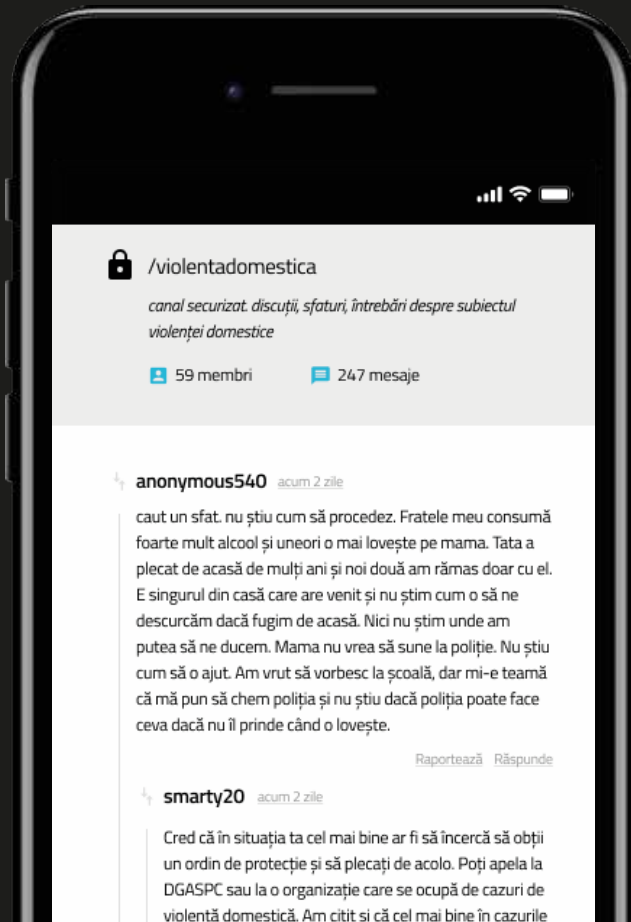 /violentadomestica
canal securizat. discuții, sfaturi, întrebări despre subiectul
violenței domestice
59 membri 247 mesaje
anonymous540 acum 2 zile
caut un sfat. nu știu cum să procedez. Fratele meu consumă
foarte mult alcool și uneori o mai lovește pe mama. Tata a
plecat de acasă de mulți ani și noi două am rămas doar cu el.
E singurul din casă care are venit și nu știm cum o să ne
descurcăm dacă fugim de acasă. Nici nu știm unde am
putea să ne ducem. Mama nu vrea să sune la poliție. Nu știu
cum să o ajut. Am vrut să vorbesc la școală, dar mi-e teamă
că mă pun să chem poliția și nu știu dacă poliția poate face
ceva dacă nu îl prinde când o lovește.
Raportează Răspunde
smarty20 acum 2 zile
Cred că în situația ta cel mai bine ar fi să încercă să obții
un ordin de protecție și să plecați de acolo. Poți apela la
DGASPC sau la o organizație care se ocupă de cazuri de
violență domestică. Am citit și că cel mai bine în cazurile